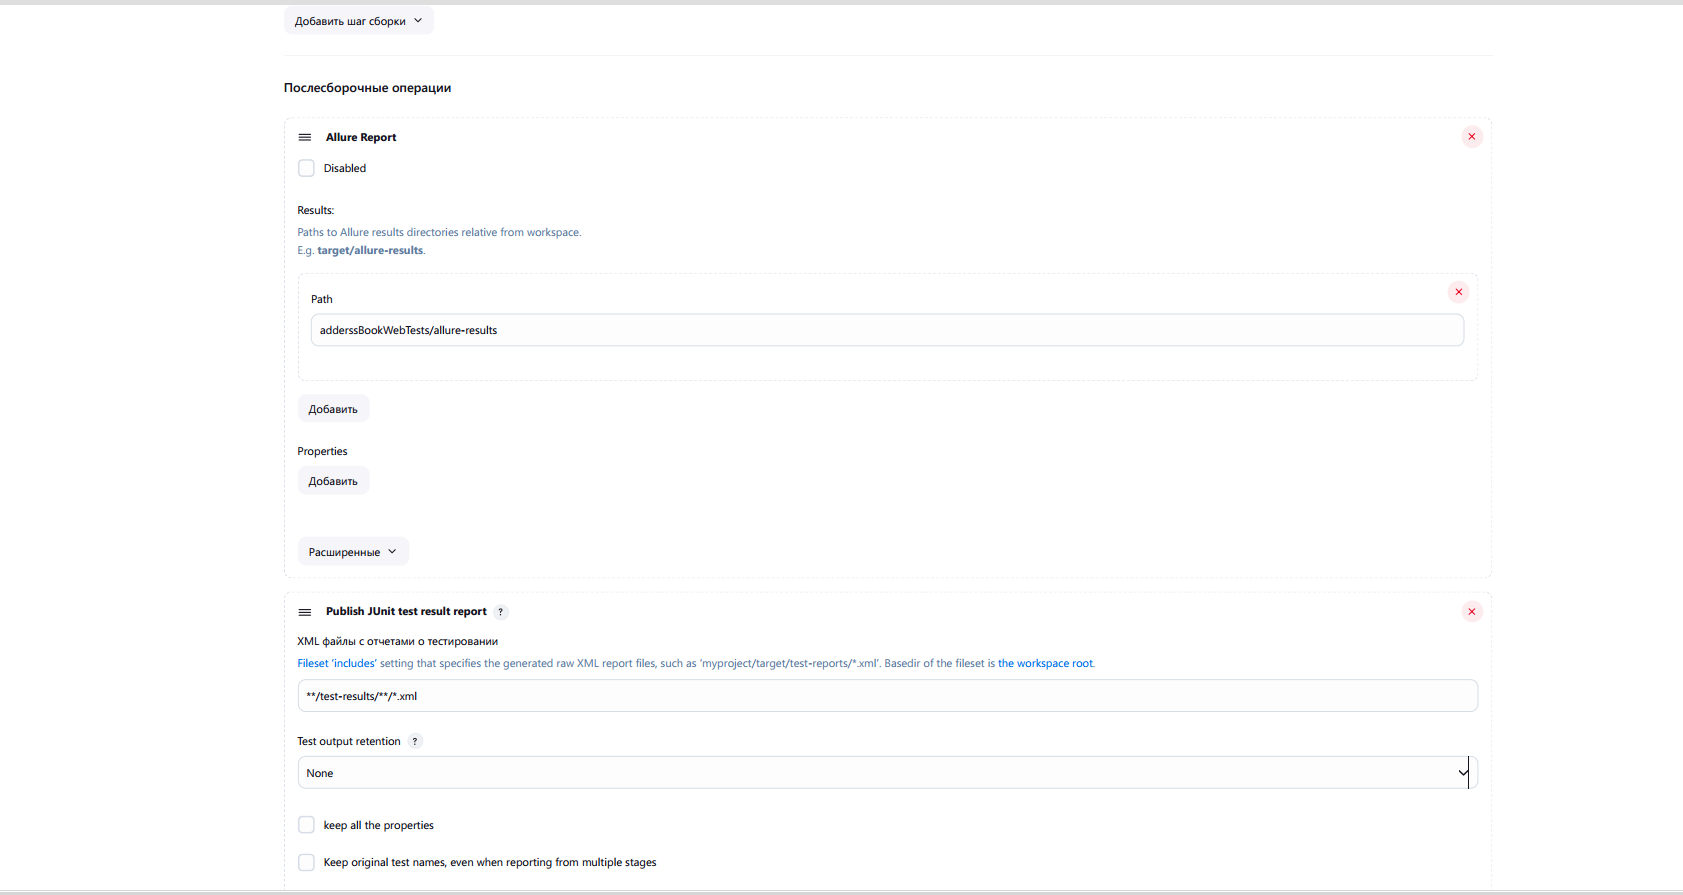 Добавить шаг сборки
Послесборочные операции
Allure Report
Disabled
Results:
Paths to Allure results directories relative from workspace.
E.g. target/allure-results.
Path
adderssBookWebTests/allure-results
Добавить
Properties
Добавить
Расширенные
Publish JUnit test result report ?
XML файлы с отчетами о тестировании
Fileset 'includes' setting that specifies the generated raw XML report files, such as 'myproject/target/test-reports/*.xml'. Basedir of the fileset is the workspace root.
**/test-results/**/*.xml
Test output retention ?
None
keep all the properties
Keep original test names, even when reporting from multiple stages